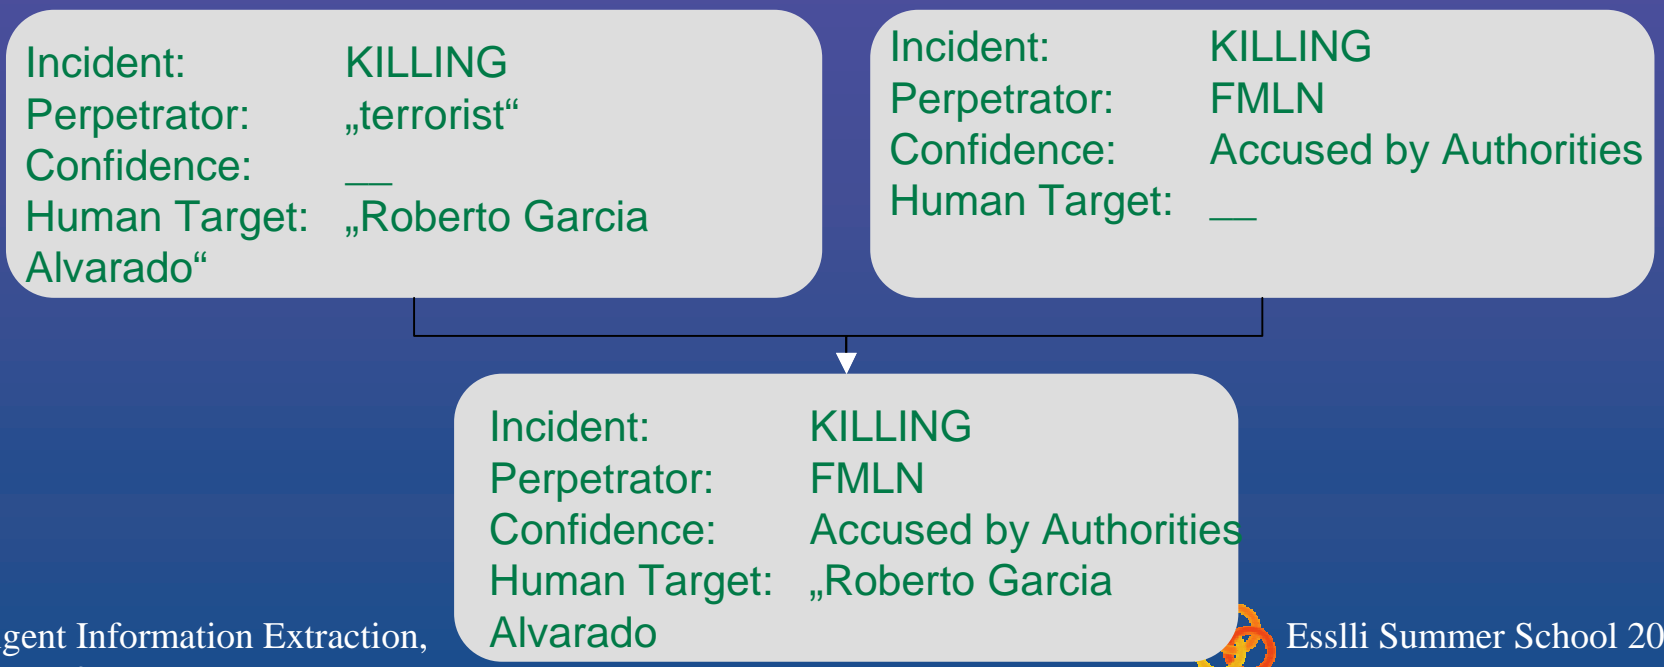 Incident: KILLING
Perpetrator: „terrorist“
Confidence: __
Human Target: „Roberto Garcia
Alvarado“
Incident: KILLING
Perpetrator: FMLN
Confidence: Accused by Authorities
Human Target: __
Incident: KILLING
Perpetrator: FMLN
Confidence: Accused by Authorities
Human Target: „Roberto Garcia
Alvarado
gent Information Extraction,
Esslli Summer School 20